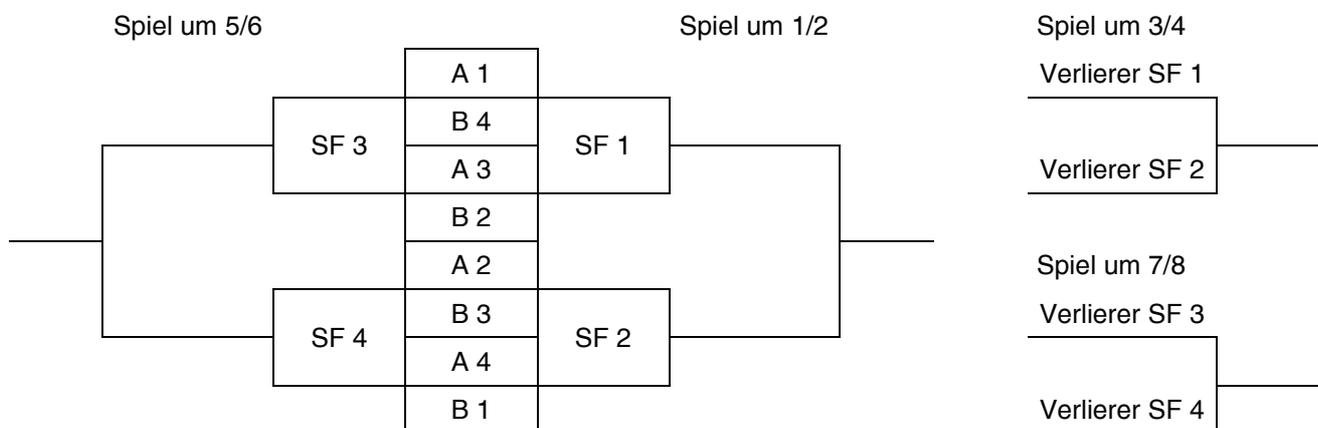 Spiel um 5/6
Spiel um 1/2
Spiel um 3/4
A 1
B 4
A 3
B 2
A 2
B 3
A 4
B 1
SF 3
SF 1
SF 4
SF 2
Verlierer SF 1
Verlierer SF 2
Spiel um 7/8
Verlierer SF 3
Verlierer SF 4